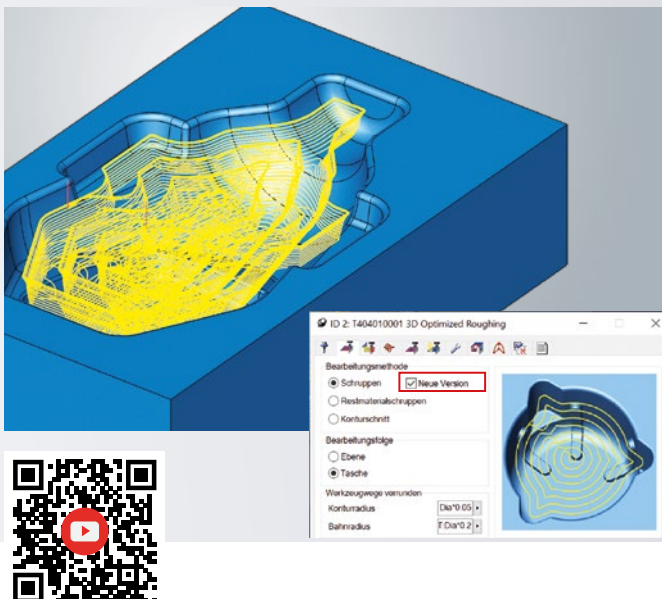 ID 2: T404010001 3D Optimized Roughing
Bearbeitungsmethode
Schruppen
Neue Version
Restmaterialschruppen
Konturschnitt
Bearbeitungsfolge
Ebene
Tasche
Werkzeugwege verrunden
Konturradius
Dia*0.05
Bahnradius
T:Dia*0.2